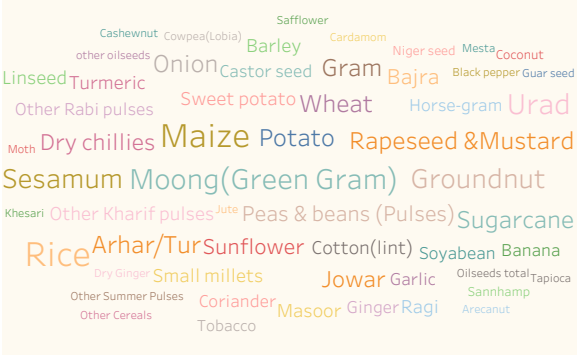 Safflower
Cashewnut Cowpea(Lobia) Cardamom
Barley
other oilseeds Onion Niger seed Mesta Coconut
Linseed Turmeric Castor seed Gram Bajra Black pepper Guar seed
Other Rabi pulses Sweet potato Wheat Horse-gram Urad
Moth Dry chillies Maize Potato Rapeseed &Mustard
Sesamum Moong(Green Gram) Groundnut
Khesari Other Kharif pulses Jute Peas & beans (Pulses) Sugarcane
Rice Arhar/Tur Sunflower Cotton(lint) Soyabean Banana
Dry Ginger Small millets Jowar Garlic Oilseeds total Tapioca
Other Summer Pulses Coriander Masoor Ginger Ragi Sannhamp
Other Cereals Arecanut
Tobacco